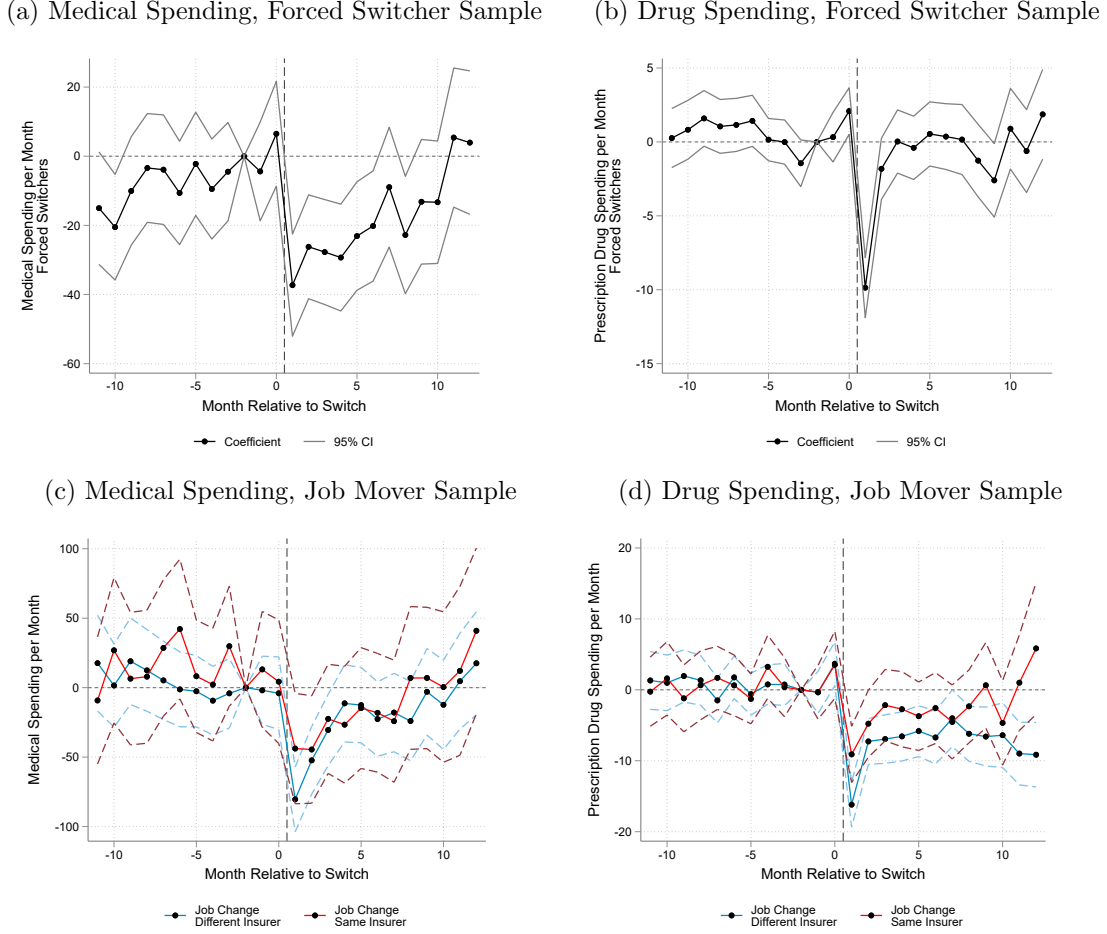 (a) Medical Spending, Forced Switcher Sample
Medical Spending per Month
Forced Switchers
20
0
-20
-40
-60
-10
-5
0
5
10
Month Relative to Switch
Coefficient
95% CI
(b) Drug Spending, Forced Switcher Sample
Prescription Drug Spending per Month
Forced Switchers
5
0
-5
-10
-15
-10
-5
0
5
10
Month Relative to Switch
Coefficient
95% CI
(c) Medical Spending, Job Mover Sample
Medical Spending per Month
100
50
0
-50
-100
-10
-5
0
5
10
Month Relative to Switch
Job Change
Different Insurer
Job Change
Same Insurer
(d) Drug Spending, Job Mover Sample
Prescription Drug Spending per Month
20
10
0
-10
-20
-10
-5
0
5
10
Month Relative to Switch
Job Change
Different Insurer
Job Change
Same Insurer